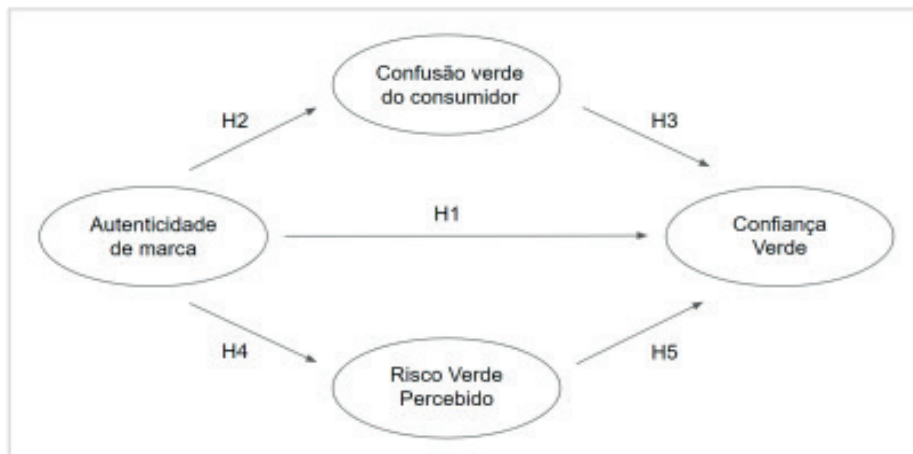 Confusão verde
do consumidor
H2
H3
Autenticidade
de marca
H1
Confiança
Verde
H4
H5
Risco Verde
Percebido